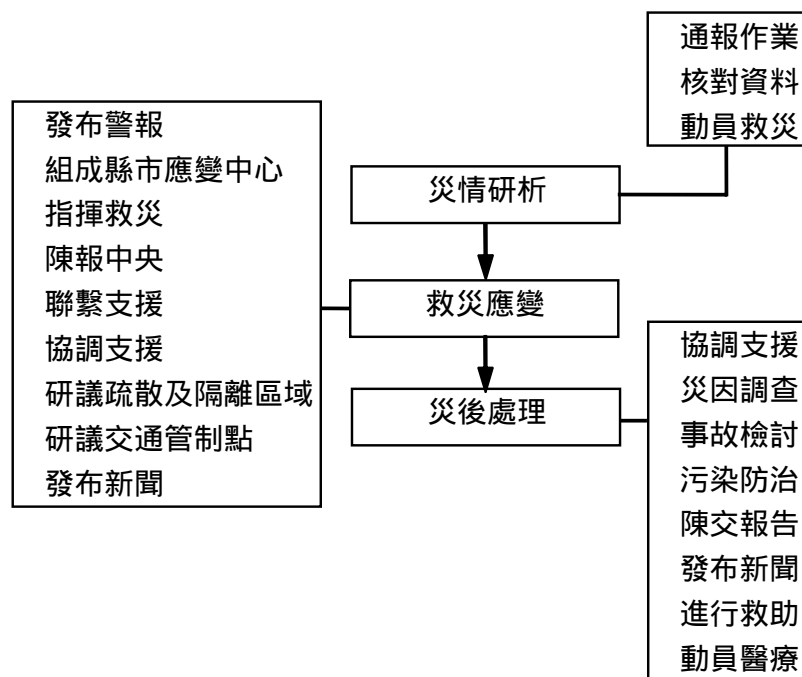 通報作業
核對資料
動員救災
發布警報
組成縣市應變中心
指揮救災
陳報中央
聯繫支援
協調支援
研議疏散及隔離區域
研議交通管制點
發布新聞
災情研析
救災應變
災後處理
協調支援
災因調查
事故檢討
污染防治
陳交報告
發布新聞
進行救助
動員醫療